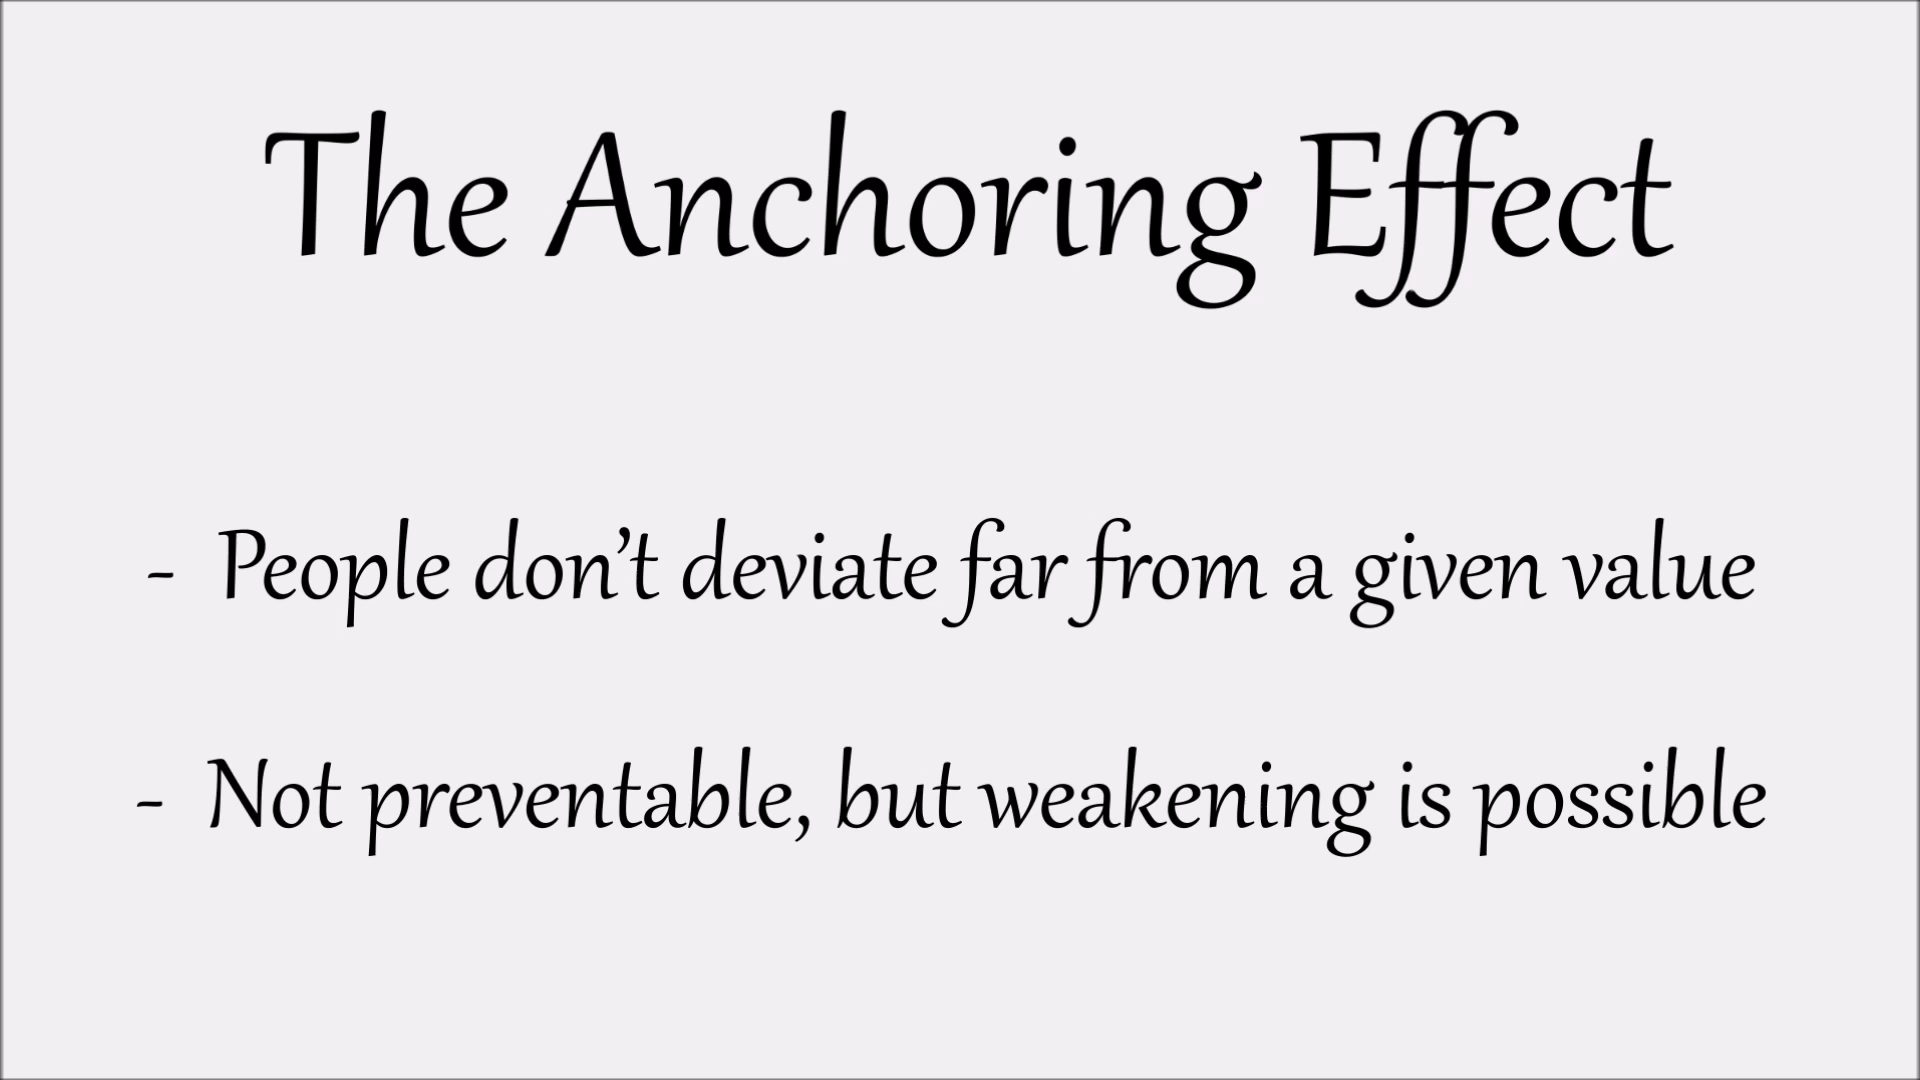 The Anchoring Effect
- People don’t deviate far from a given value
- Not preventable, but weakening is possible